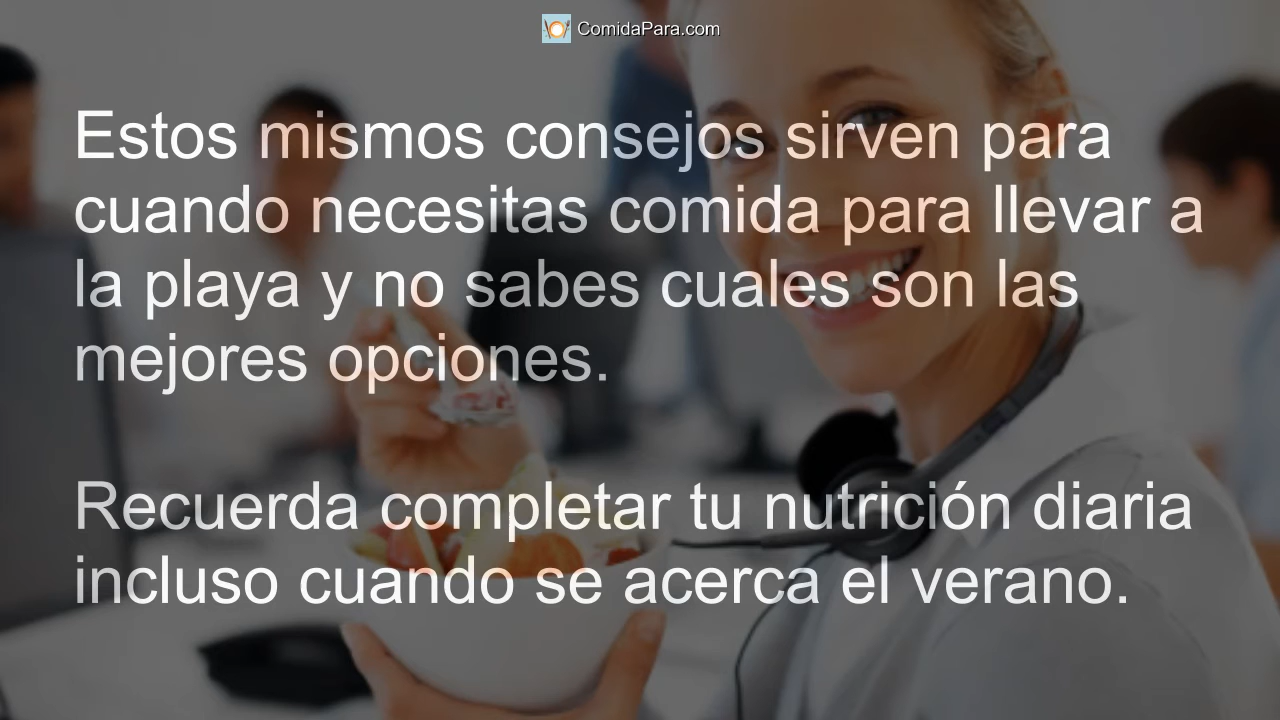 ComidaPara.com
Estos mismos consejos sirven para
cuando necesitas comida para llevar a
la playa y no sabes cuales son las
mejores opciones.
Recuerda completar tu nutrición diaria
incluso cuando se acerca el verano.